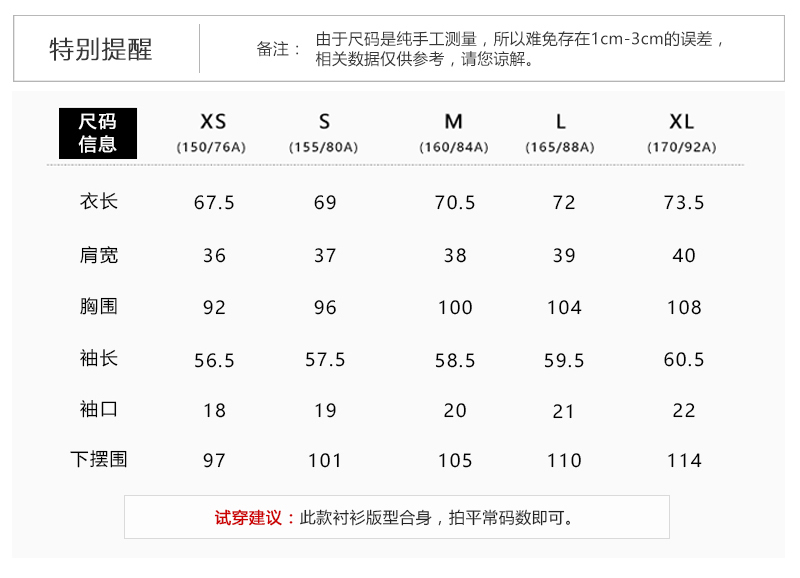 特别提醒
备注：
由于尺码是纯手工测量，所以难免存在1cm-3cm的误差，
相关数据仅供参考，请您谅解。
尺码
信息
XS S M L XL
(150/76A) (155/80A) (160/84A) (165/88A) (170/92A)
衣长 67.5 69 70.5 72 73.5
肩宽 36 37 38 39 40
胸围 92 96 100 104 108
袖长 56.5 57.5 58.5 59.5 60.5
袖口 18 19 20 21 22
下摆围 97 101 105 110 114
试穿建议：此款衬衫版型合身，拍平常码数即可。